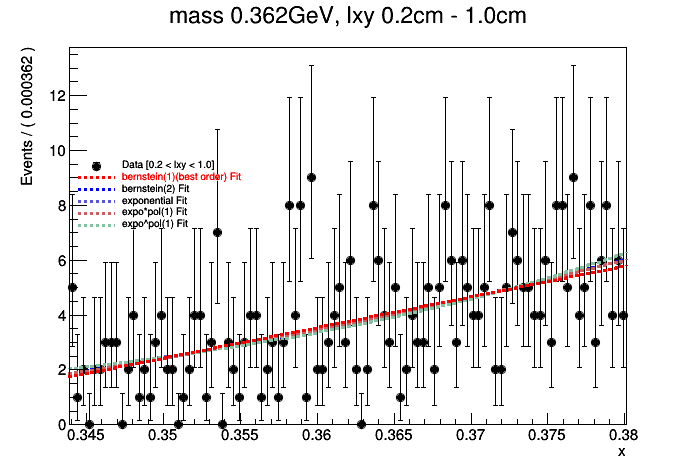 mass 0.362GeV, lxy 0.2cm - 1.0cm
Events / ( 0.000362 )
12
10
8
6
4
2
0
Data [0.2 < lxy < 1.0]
bernstein(1)(best order) Fit
bernstein(2) Fit
exponential Fit
expo*pol(1) Fit
expo^pol(1) Fit
0.345 0.35 0.355 0.36 0.365 0.37 0.375 0.38
x